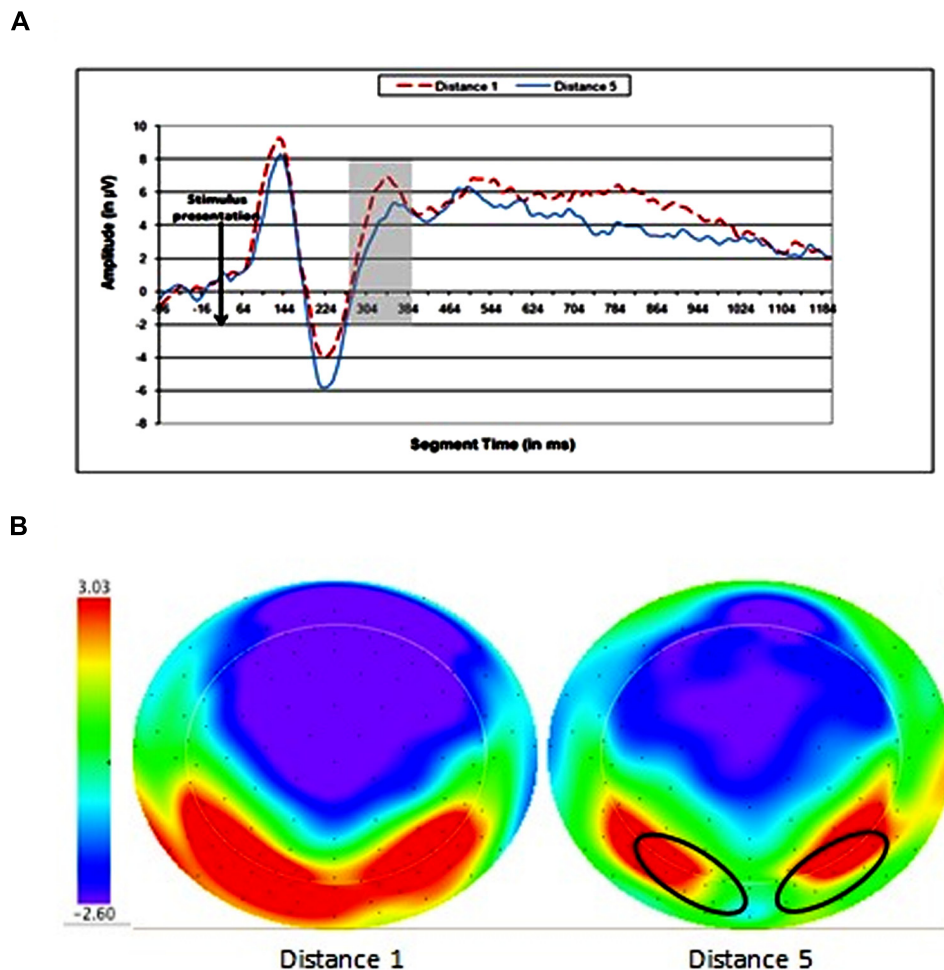 A
Distance 1 Distance 5
10
8
6
4
2
0
-2
-4
-6
-8
Amplitude (in µV)
Stimulus
presentation
-96 -16 64 144 224 304 384 464 544 624 704 784 864 944 1024 1104 1184
Segment Time (in ms)
B
3.03
-2.60
Distance 1 Distance 5